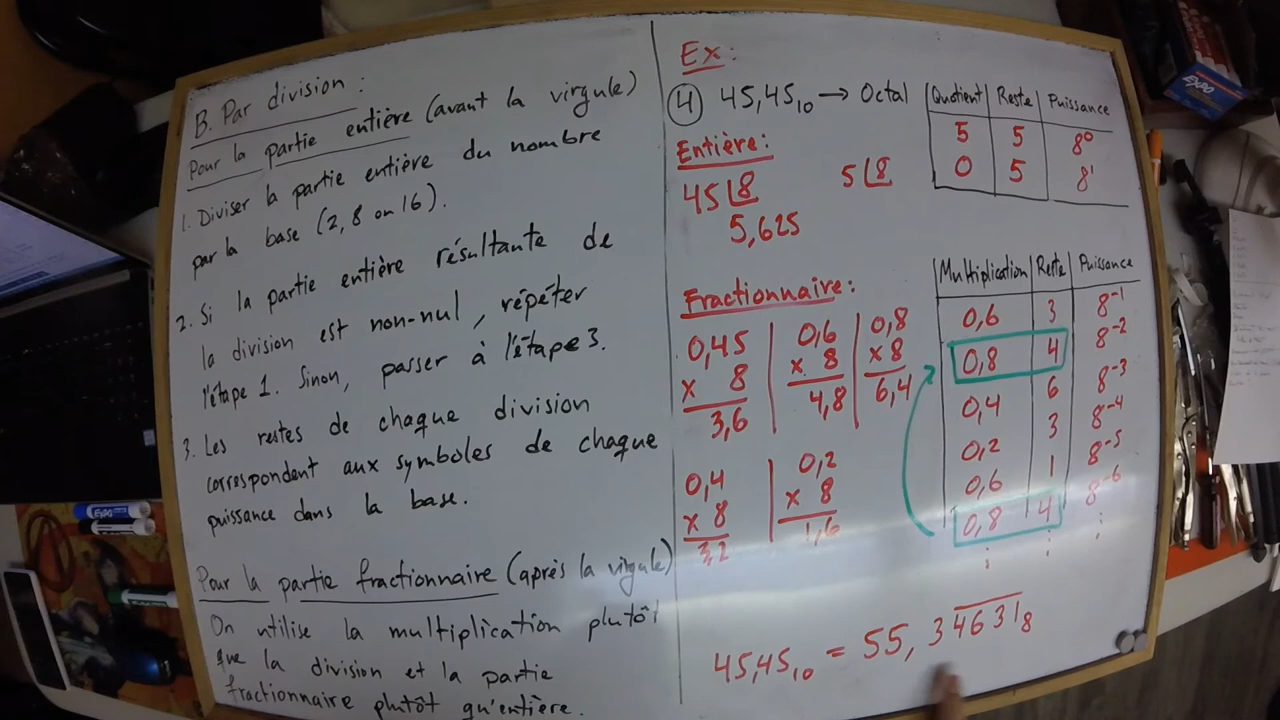 B. Par division :
Pour la partie entière (avant la virgule)
1. Diviser la partie entière du nombre
par la base (2, 8 ou 16).
2. Si la partie entière résultante de
la division est non-nul, répéter
l'étape 1. Sinon, passer à l'étape 3.
3. Les restes de chaque division
correspondent aux symboles de chaque
puissance dans la base.
Pour la partie fractionnaire (après la virgule)
On utilise la multiplication plutôt
que la division et la partie
fractionnaire plutôt qu'entière.
Ex :
4 45,45₁₀ → Octal
Entière :
45 8
5,625
5 8
Quotient Reste Puissance
5 5 8⁰
0 5 8¹
Fractionnaire :
0,45
x 8
3,6
0,6
x 8
4,8
0,8
x 8
6,4
0,4
x 8
3,2
0,2
x 8
1,6
Multiplication Reste Puissance
0,6 3 8⁻¹
0,8 4 8⁻²
0,4 6 8⁻³
0,2 3 8⁻⁴
0,6 1 8⁻⁵
0,8 4 8⁻⁶
⋮ ⋮ ⋮
45,45₁₀ = 55,34631₈
EXPO